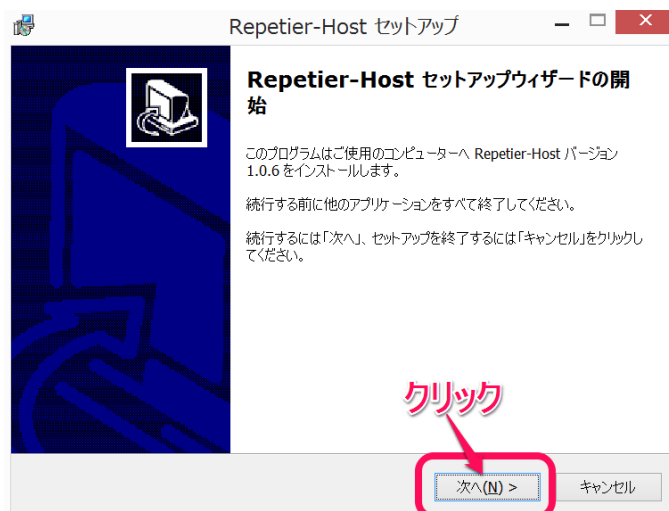 Repetier-Host セットアップ
Repetier-Host セットアップウィザードの開
始
このプログラムはご使用のコンピューターへ Repetier-Host バージョン
1.0.6 をインストールします。
続行する前に他のアプリケーションをすべて終了してください。
続行するには「次へ」、セットアップを終了するには「キャンセル」をクリックし
てください。
クリック
次へ(N) >
キャンセル